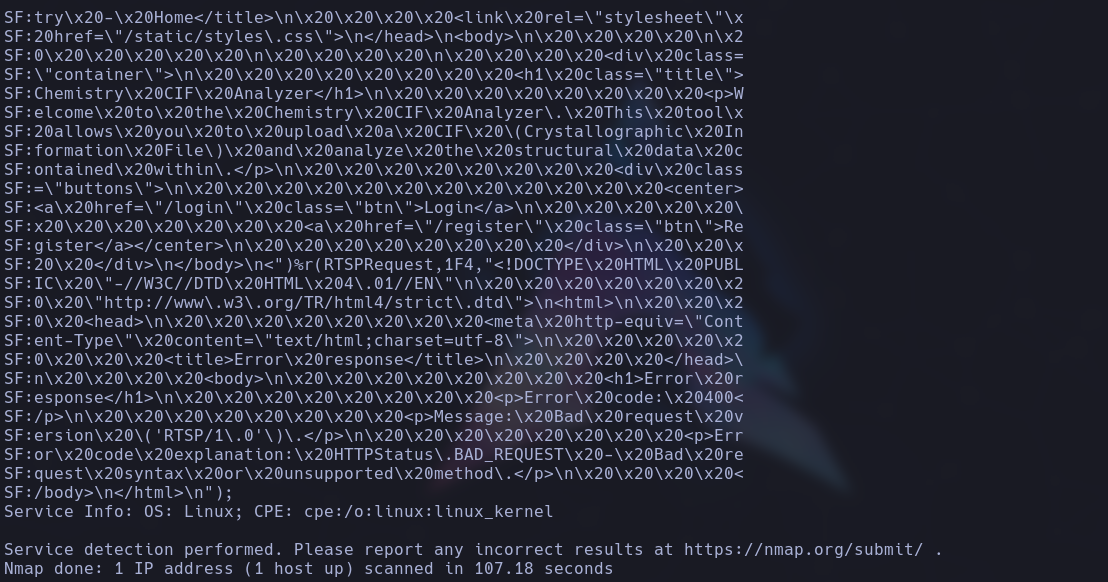 SF:try\x20-\x20Home</title>\n\x20\x20\x20\x20<link\x20rel=\"stylesheet\"\x
SF:20href=\"/static/styles\.css\">\n</head>\n<body>\n\x20\x20\x20\x20\n\x2
SF:0\x20\x20\x20\x20\x20\n\x20\x20\x20\x20\n\x20\x20\x20\x20<div\x20class=
SF:\"container\">\n\x20\x20\x20\x20\x20\x20\x20\x20<h1\x20class=\"title\">
SF:Chemistry\x20CIF\x20Analyzer</h1>\n\x20\x20\x20\x20\x20\x20\x20\x20<p>W
SF:elcome\x20to\x20the\x20Chemistry\x20CIF\x20Analyzer\.\x20This\x20tool\x
SF:20allows\x20you\x20to\x20upload\x20a\x20CIF\x20\(Crystallographic\x20In
SF:formation\x20File\)\x20and\x20analyze\x20the\x20structural\x20data\x20c
SF:ontained\x20within\.</p>\n\x20\x20\x20\x20\x20\x20\x20\x20<div\x20class
SF:=\"buttons\">\n\x20\x20\x20\x20\x20\x20\x20\x20\x20\x20\x20\x20<center>
SF:<a\x20href=\"/login\"\x20class=\"btn\">Login</a>\n\x20\x20\x20\x20\x20\
SF:x20\x20\x20\x20\x20\x20\x20<a\x20href=\"/register\"\x20class=\"btn\">Re
SF:gister</a></center>\n\x20\x20\x20\x20\x20\x20\x20\x20</div>\n\x20\x20\x
SF:20\x20</div>\n</body>\n<")%r(RTSPRequest,1F4,"<!DOCTYPE\x20HTML\x20PUBL
SF:IC\x20\"-//W3C//DTD\x20HTML\x204\.01//EN\"\n\x20\x20\x20\x20\x20\x20\x2
SF:0\x20\"http://www\.w3\.org/TR/html4/strict\.dtd\">\n<html>\n\x20\x20\x2
SF:0\x20<head>\n\x20\x20\x20\x20\x20\x20\x20\x20<meta\x20http-equiv=\"Cont
SF:ent-Type\"\x20content=\"text/html;charset=utf-8\">\n\x20\x20\x20\x20\x2
SF:0\x20\x20\x20<title>Error\x20response</title>\n\x20\x20\x20\x20</head>\
SF:n\x20\x20\x20\x20<body>\n\x20\x20\x20\x20\x20\x20\x20\x20<h1>Error\x20r
SF:esponse</h1>\n\x20\x20\x20\x20\x20\x20\x20\x20<p>Error\x20code:\x20400<
SF:/p>\n\x20\x20\x20\x20\x20\x20\x20\x20<p>Message:\x20Bad\x20request\x20v
SF:ersion\x20\('RTSP/1\.0'\)\.</p>\n\x20\x20\x20\x20\x20\x20\x20\x20<p>Err
SF:or\x20code\x20explanation:\x20HTTPStatus\.BAD_REQUEST\x20-\x20Bad\x20re
SF:quest\x20syntax\x20or\x20unsupported\x20method\.</p>\n\x20\x20\x20\x20<
SF:/body>\n</html>\n");
Service Info: OS: Linux; CPE: cpe:/o:linux:linux_kernel
Service detection performed. Please report any incorrect results at https://nmap.org/submit/ .
Nmap done: 1 IP address (1 host up) scanned in 107.18 seconds